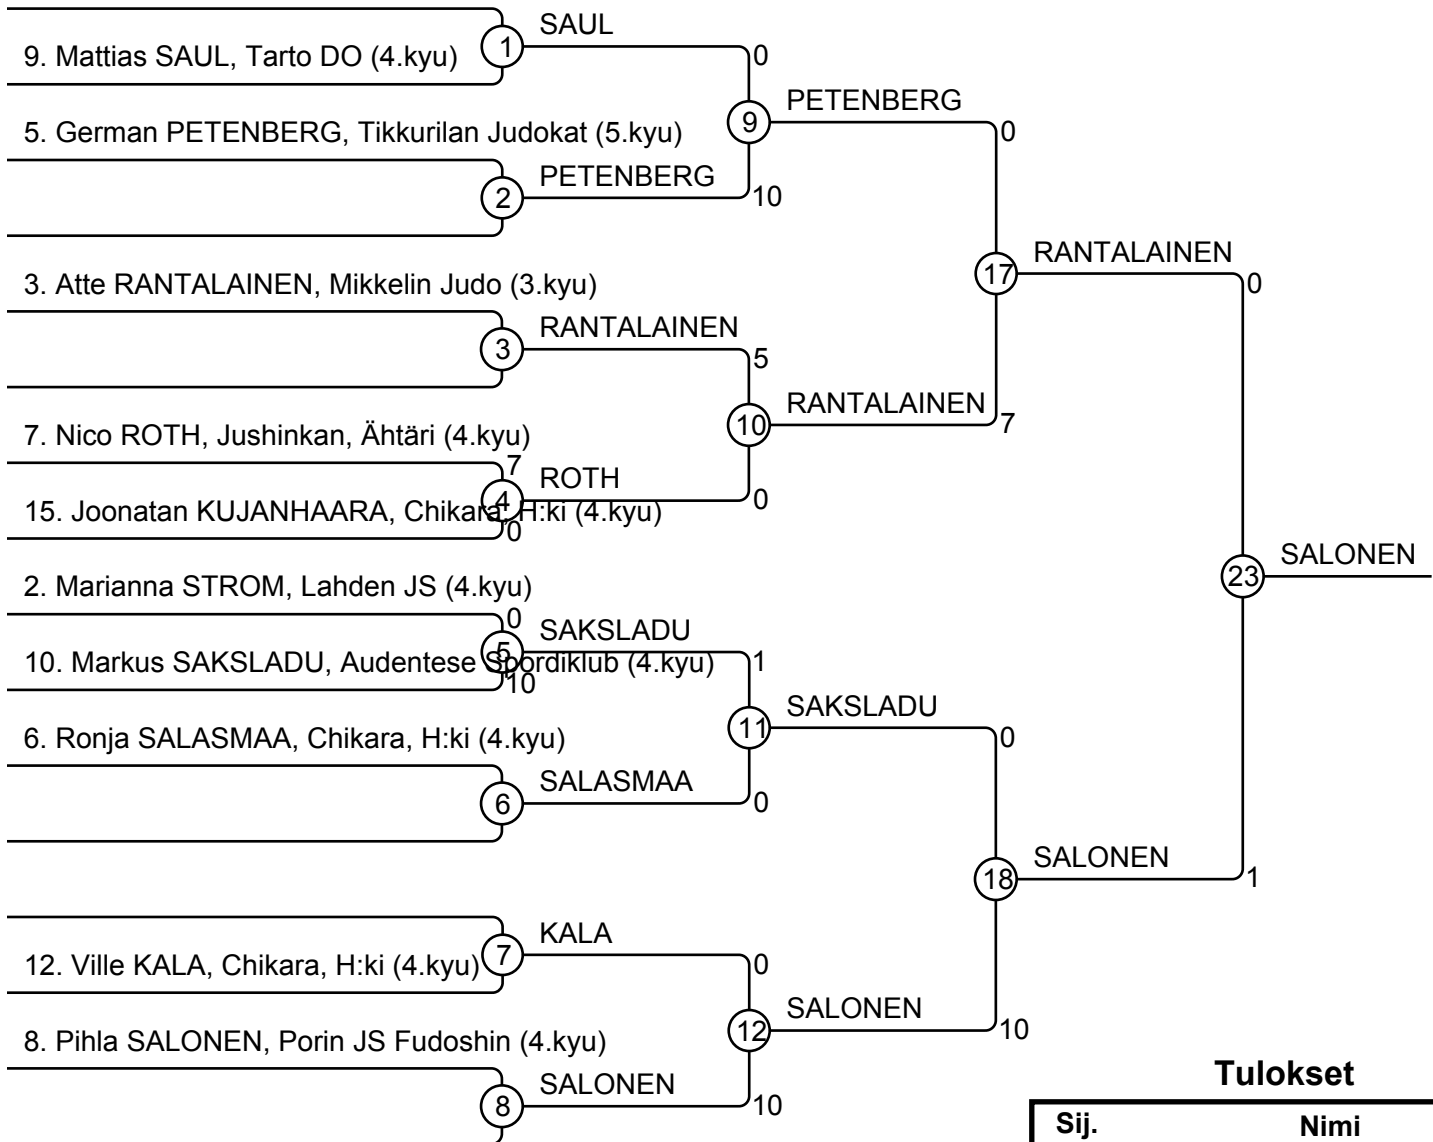 SAUL
9. Mattias SAUL, Tarto DO (4.kyu)
1
0
PETENBERG
5. German PETENBERG, Tikkurilan Judokat (5.kyu)
9
0
PETENBERG
2
10
RANTALAINEN
3. Atte RANTALAINEN, Mikkelin Judo (3.kyu)
17
0
RANTALAINEN
3
5
RANTALAINEN
7. Nico ROTH, Jushinkan, Ähtäri (4.kyu)
10
7
7
ROTH
4
0
15. Joonatan KUJANHAARA, Chikara, H:ki (4.kyu)
0
SALONEN
2. Marianna STROM, Lahden JS (4.kyu)
23
0
SAKSLADU
5
1
10. Markus SAKSLADU, Audentese Spordiklub (4.kyu)
10
SAKSLADU
6. Ronja SALASMAA, Chikara, H:ki (4.kyu)
11
0
SALASMAA
6
0
SALONEN
18
1
KALA
7
0
12. Ville KALA, Chikara, H:ki (4.kyu)
SALONEN
12
10
8. Pihla SALONEN, Porin JS Fudoshin (4.kyu)
SALONEN
8
10
Tulokset
Sij. Nimi